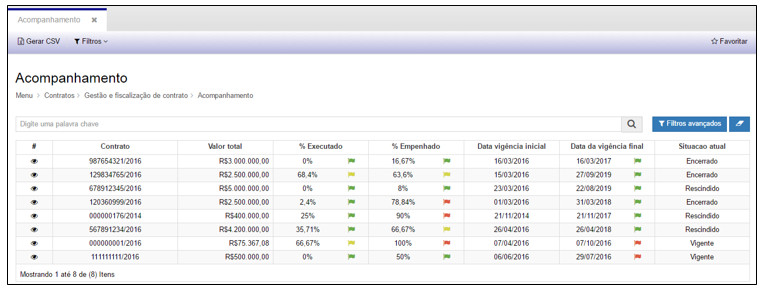 Acompanhamento ✖
Gerar CSV Filtros Favoritar
Acompanhamento
Menu > Contratos > Gestão e fiscalização de contrato > Acompanhamento
Digite uma palavra chave Filtros avançados
# Contrato Valor total % Executado % Empenhado Data vigência inicial Data da vigência final Situacao atual
987654321/2016 R$3.000.000,00 0% 16,67% 16/03/2016 16/03/2017 Encerrado
129834765/2016 R$2.500.000,00 68.4% 63.6% 15/03/2016 27/09/2019 Encerrado
678912345/2016 R$5.000.000,00 0% 8% 23/03/2016 22/08/2019 Rescindido
120360999/2016 R$2.500.000,00 2.4% 78,84% 01/03/2016 31/03/2018 Encerrado
000000176/2014 R$400.000,00 25% 90% 21/11/2014 21/11/2017 Rescindido
567891234/2016 R$4.200.000,00 35,71% 66,67% 26/04/2016 26/04/2018 Rescindido
000000001/2016 R$75.367,08 66,67% 100% 07/04/2016 07/10/2016 Vigente
111111111/2016 R$500.000,00 0% 50% 06/06/2016 29/07/2016 Vigente
Mostrando 1 até 8 de (8) Itens